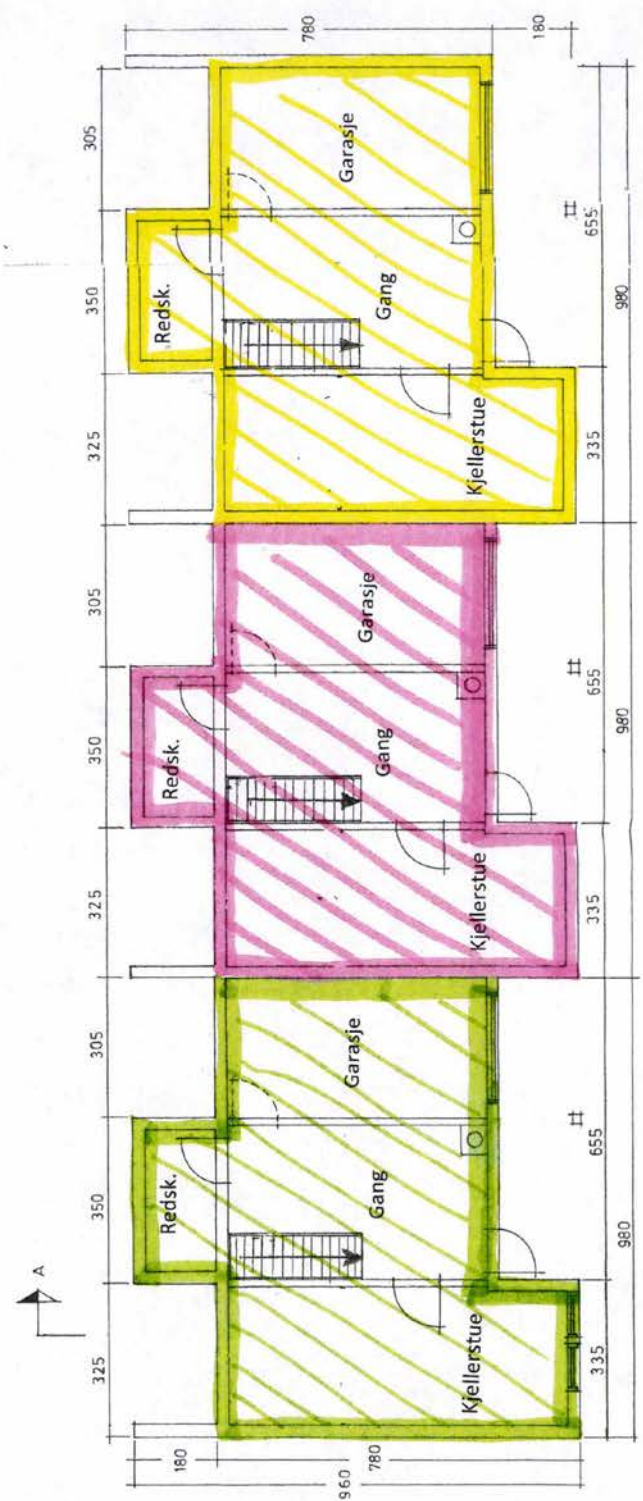 A
325 350 305 325 350 305 325 350 305
180
780
960
780
180
Redsk. Redsk. Redsk.
Garasje Garasje Garasje
Gang Gang Gang
Kjellerstue Kjellerstue Kjellerstue
335 655 335 655 335 655
980 980 980